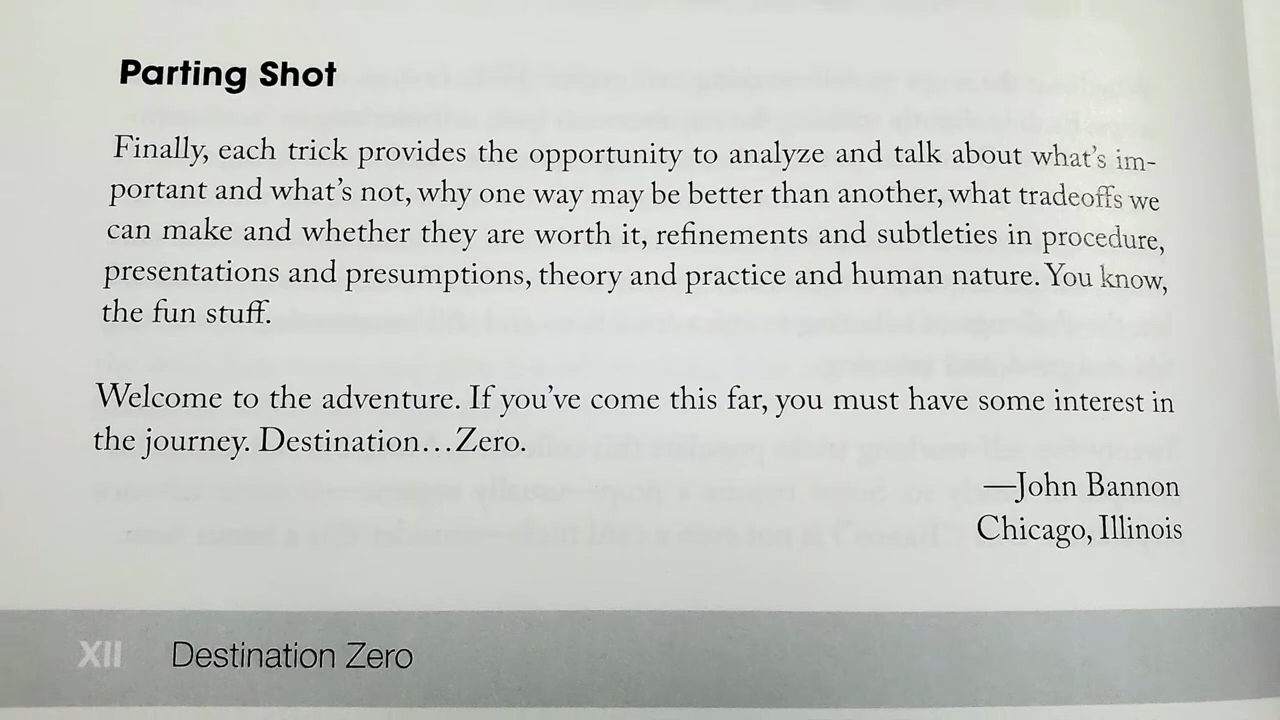 Parting Shot
Finally, each trick provides the opportunity to analyze and talk about what's im-
portant and what's not, why one way may be better than another, what tradeoffs we
can make and whether they are worth it, refinements and subtleties in procedure,
presentations and presumptions, theory and practice and human nature. You know,
the fun stuff.
Welcome to the adventure. If you've come this far, you must have some interest in
the journey. Destination…Zero.
—John Bannon
Chicago, Illinois
XII Destination Zero